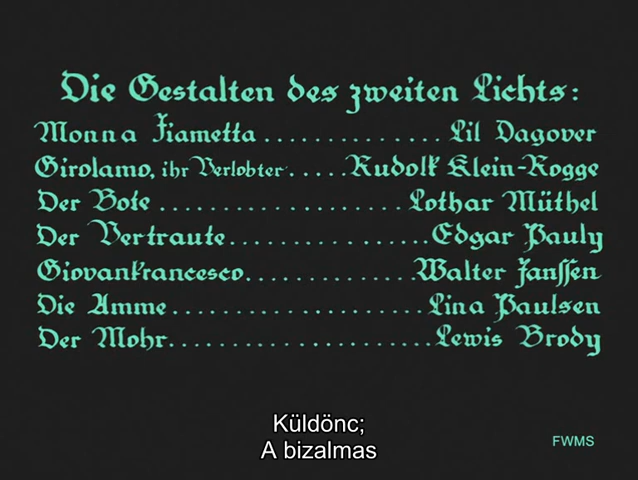 Die Gestalten des zweiten Lichts:
Monna Fiametta .............. Lil Dagover
Girolamo, ihr Verlobter.....Rudolf Klein-Rogge
Der Bote ................... Lothar Müthel
Der Vertraute...............Edgar Pauly
Giovanfrancesco.............Walter Janssen
Die Amme.................... Lina Paulsen
Der Mohr.....................Lewis Brody
Küldönc;
A bizalmas
FWMS